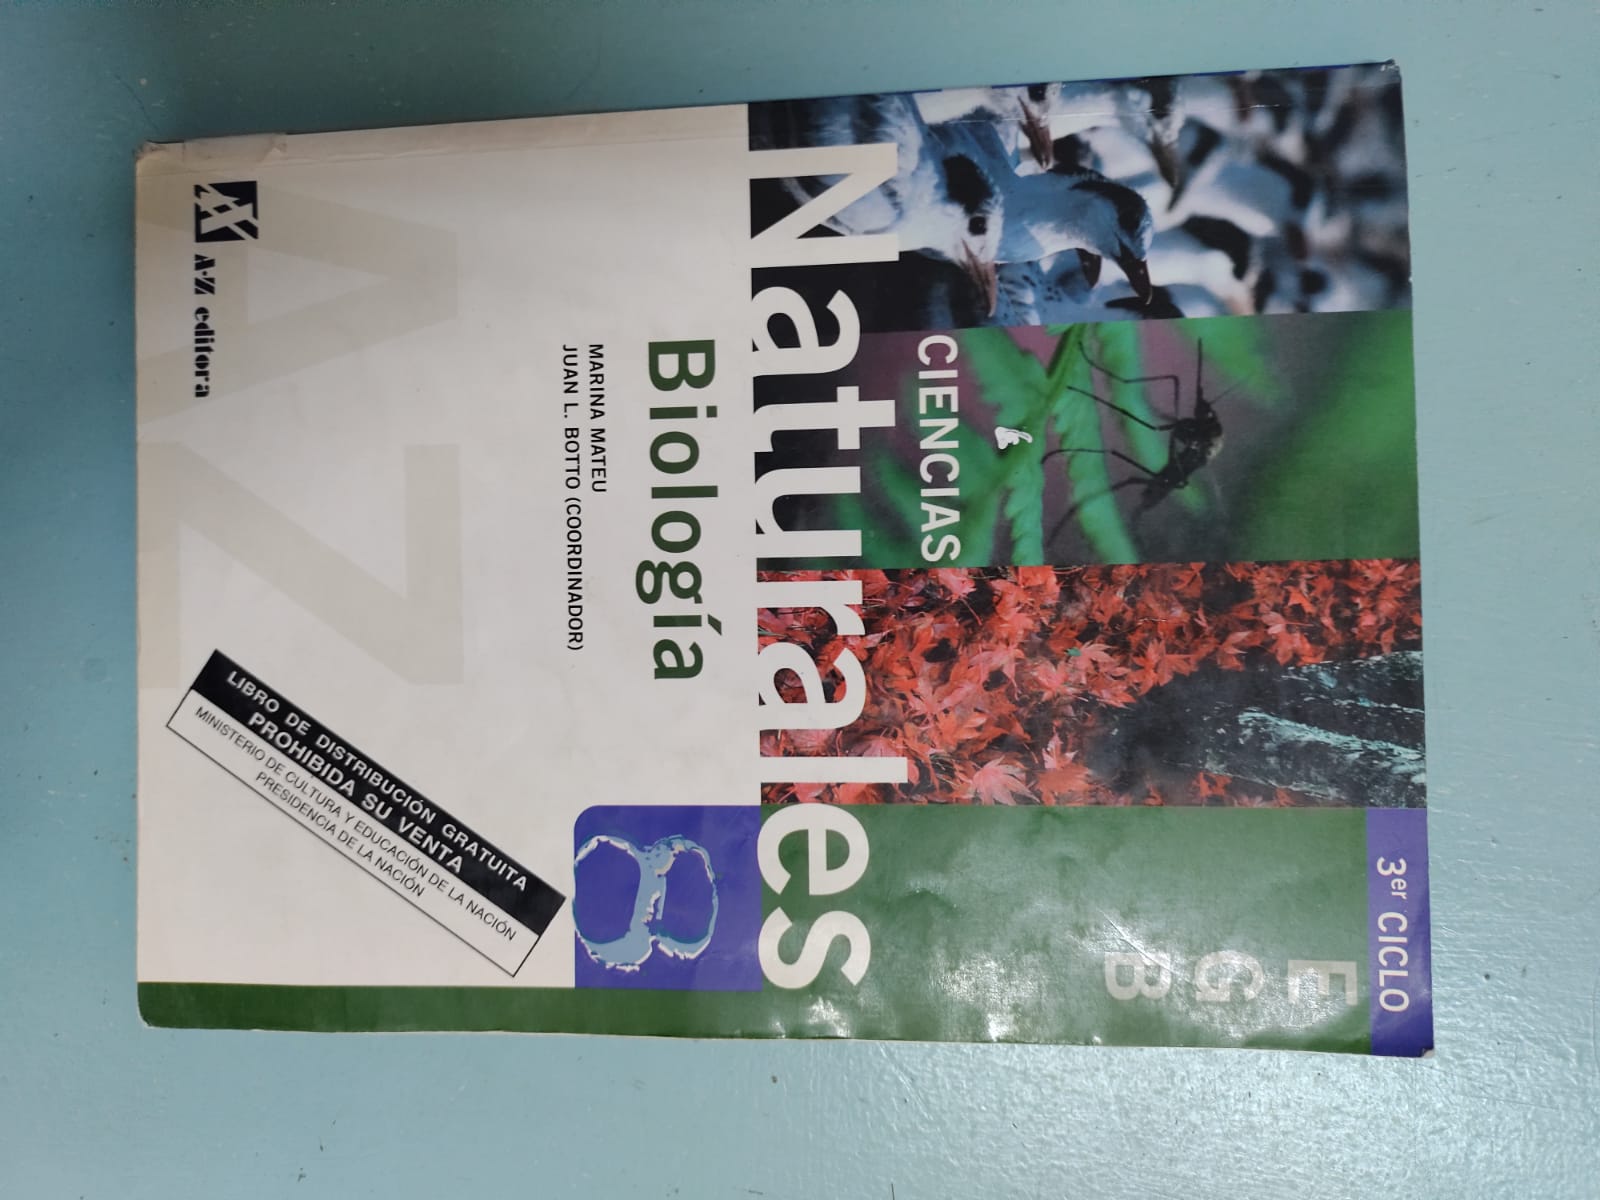 3er CICLO
E
G
B
CIENCIAS
Naturales
Biología
MARINA MATEU
JUAN L. BOTTO (COORDINADOR)
AZ
LIBRO DE DISTRIBUCIÓN GRATUITA
PROHIBIDA SU VENTA
MINISTERIO DE CULTURA Y EDUCACIÓN DE LA NACIÓN
PRESIDENCIA DE LA NACIÓN
A-Z editora